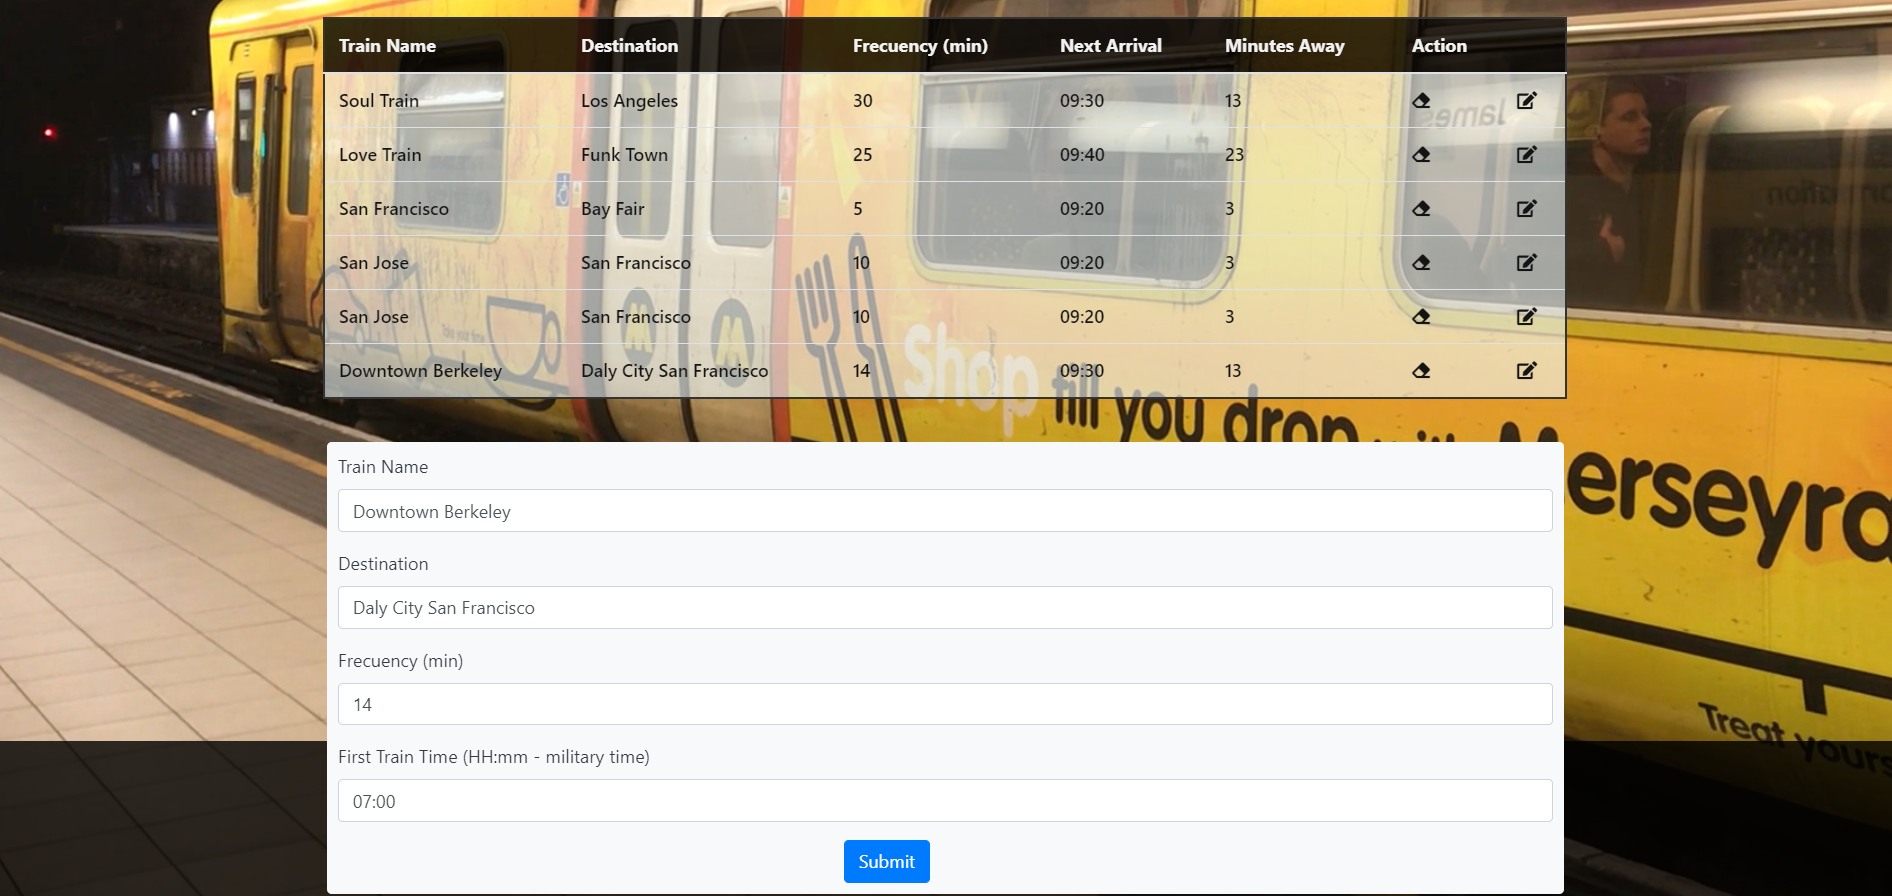 Train Name Destination Frecuency (min) Next Arrival Minutes Away Action
Soul Train Los Angeles 30 09:30 13
Love Train Funk Town 25 09:40 23
San Francisco Bay Fair 5 09:20 3
San Jose San Francisco 10 09:20 3
San Jose San Francisco 10 09:20 3
Downtown Berkeley Daly City San Francisco 14 09:30 13
James
Shop till you drop with Merseyra
Treat yours
Train Name
Downtown Berkeley
Destination
Daly City San Francisco
Frecuency (min)
14
First Train Time (HH:mm - military time)
07:00
Submit